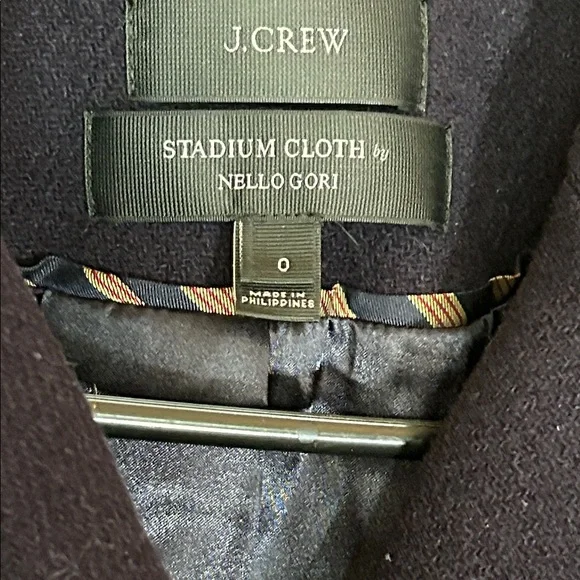 J.CREW
STADIUM CLOTH by
NELLO GORI
0
MADE IN
PHILIPPINES